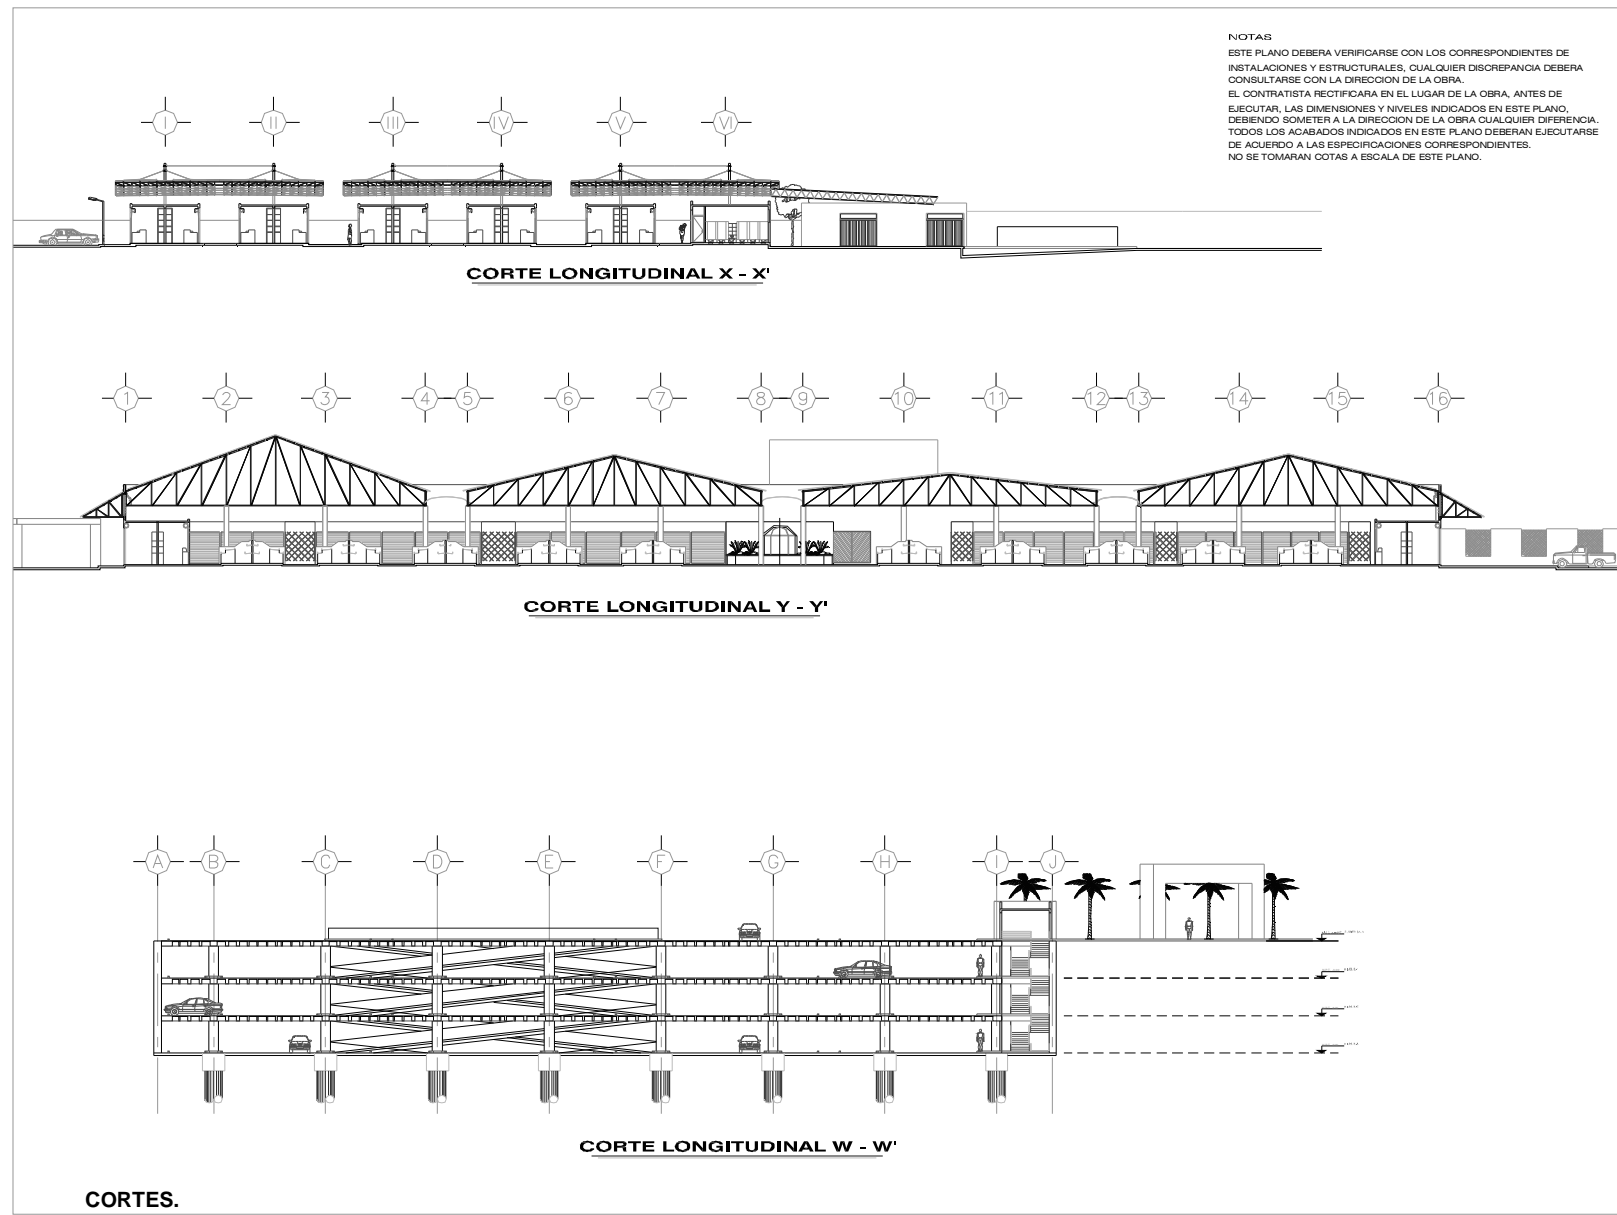 NOTAS
ESTE PLANO DEBERA VERIFICARSE CON LOS CORRESPONDIENTES DE
INSTALACIONES Y ESTRUCTURALES, CUALQUIER DISCREPANCIA DEBERA
CONSULTARSE CON LA DIRECCION DE LA OBRA.
EL CONTRATISTA RECTIFICARA EN EL LUGAR DE LA OBRA, ANTES DE
EJECUTAR, LAS DIMENSIONES Y NIVELES INDICADOS EN ESTE PLANO,
DEBIENDO SOMETER A LA DIRECCION DE LA OBRA CUALQUIER DIFERENCIA.
TODOS LOS ACABADOS INDICADOS EN ESTE PLANO DEBERAN EJECUTARSE
DE ACUERDO A LAS ESPECIFICACIONES CORRESPONDIENTES.
NO SE TOMARAN COTAS A ESCALA DE ESTE PLANO.
I II III IV V VI
CORTE LONGITUDINAL X - X'
1 2 3 4 5 6 7 8 9 10 11 12 13 14 15 16
CORTE LONGITUDINAL Y - Y'
A B C D E F G H I J
CORTE LONGITUDINAL W - W'
CORTES.